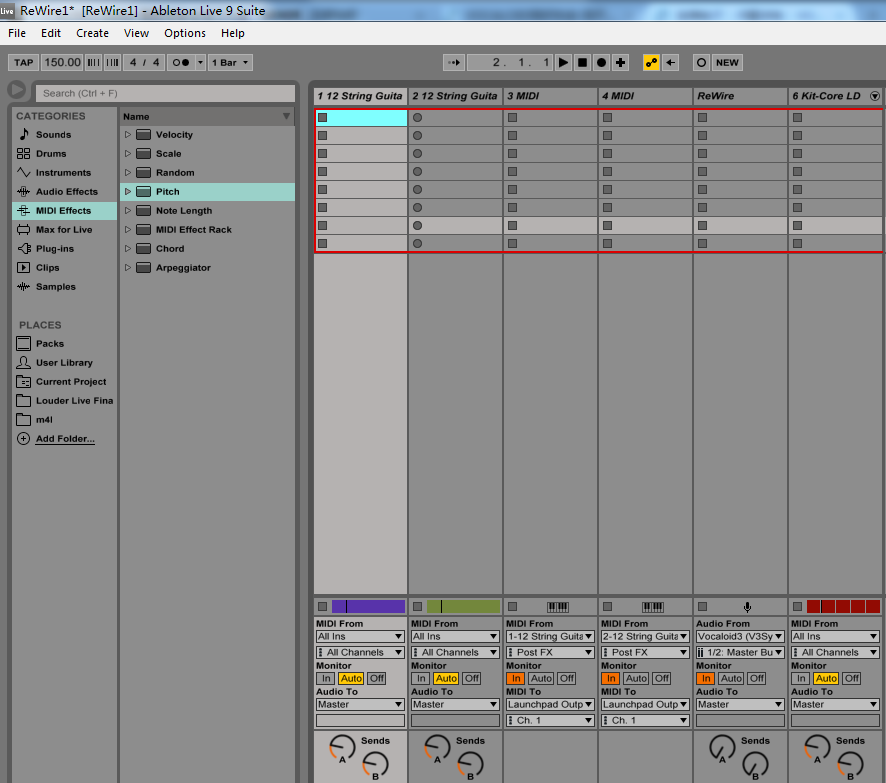 live ReWire1* [ReWire1] - Ableton Live 9 Suite
File Edit Create View Options Help
TAP 150.00 4 / 4 1 Bar 2. 1. 1 NEW
Search (Ctrl + F)
CATEGORIES
Sounds
Drums
Instruments
Audio Effects
MIDI Effects
Max for Live
Plug-ins
Clips
Samples
PLACES
Packs
User Library
Current Project
Louder Live Fina
m4l
Add Folder...
Name
Velocity
Scale
Random
Pitch
Note Length
MIDI Effect Rack
Chord
Arpeggiator
1 12 String Guita 2 12 String Guita 3 MIDI 4 MIDI ReWire 6 Kit-Core LD
MIDI From MIDI From MIDI From MIDI From Audio From MIDI From
All Ins All Ins 1-12 String Guita 2-12 String Guita Vocaloid3 (V3Sy All Ins
All Channels All Channels Post FX Post FX 1/2: Master Bu All Channels
Monitor Monitor Monitor Monitor Monitor Monitor
In Auto Off In Auto Off In Auto Off In Auto Off In Auto Off In Auto Off
Audio To Audio To MIDI To MIDI To Audio To Audio To
Master Master Launchpad Outp Launchpad Outp Master Master
Ch. 1 Ch. 1
Sends Sends Sends Sends
A A A A
B B B B